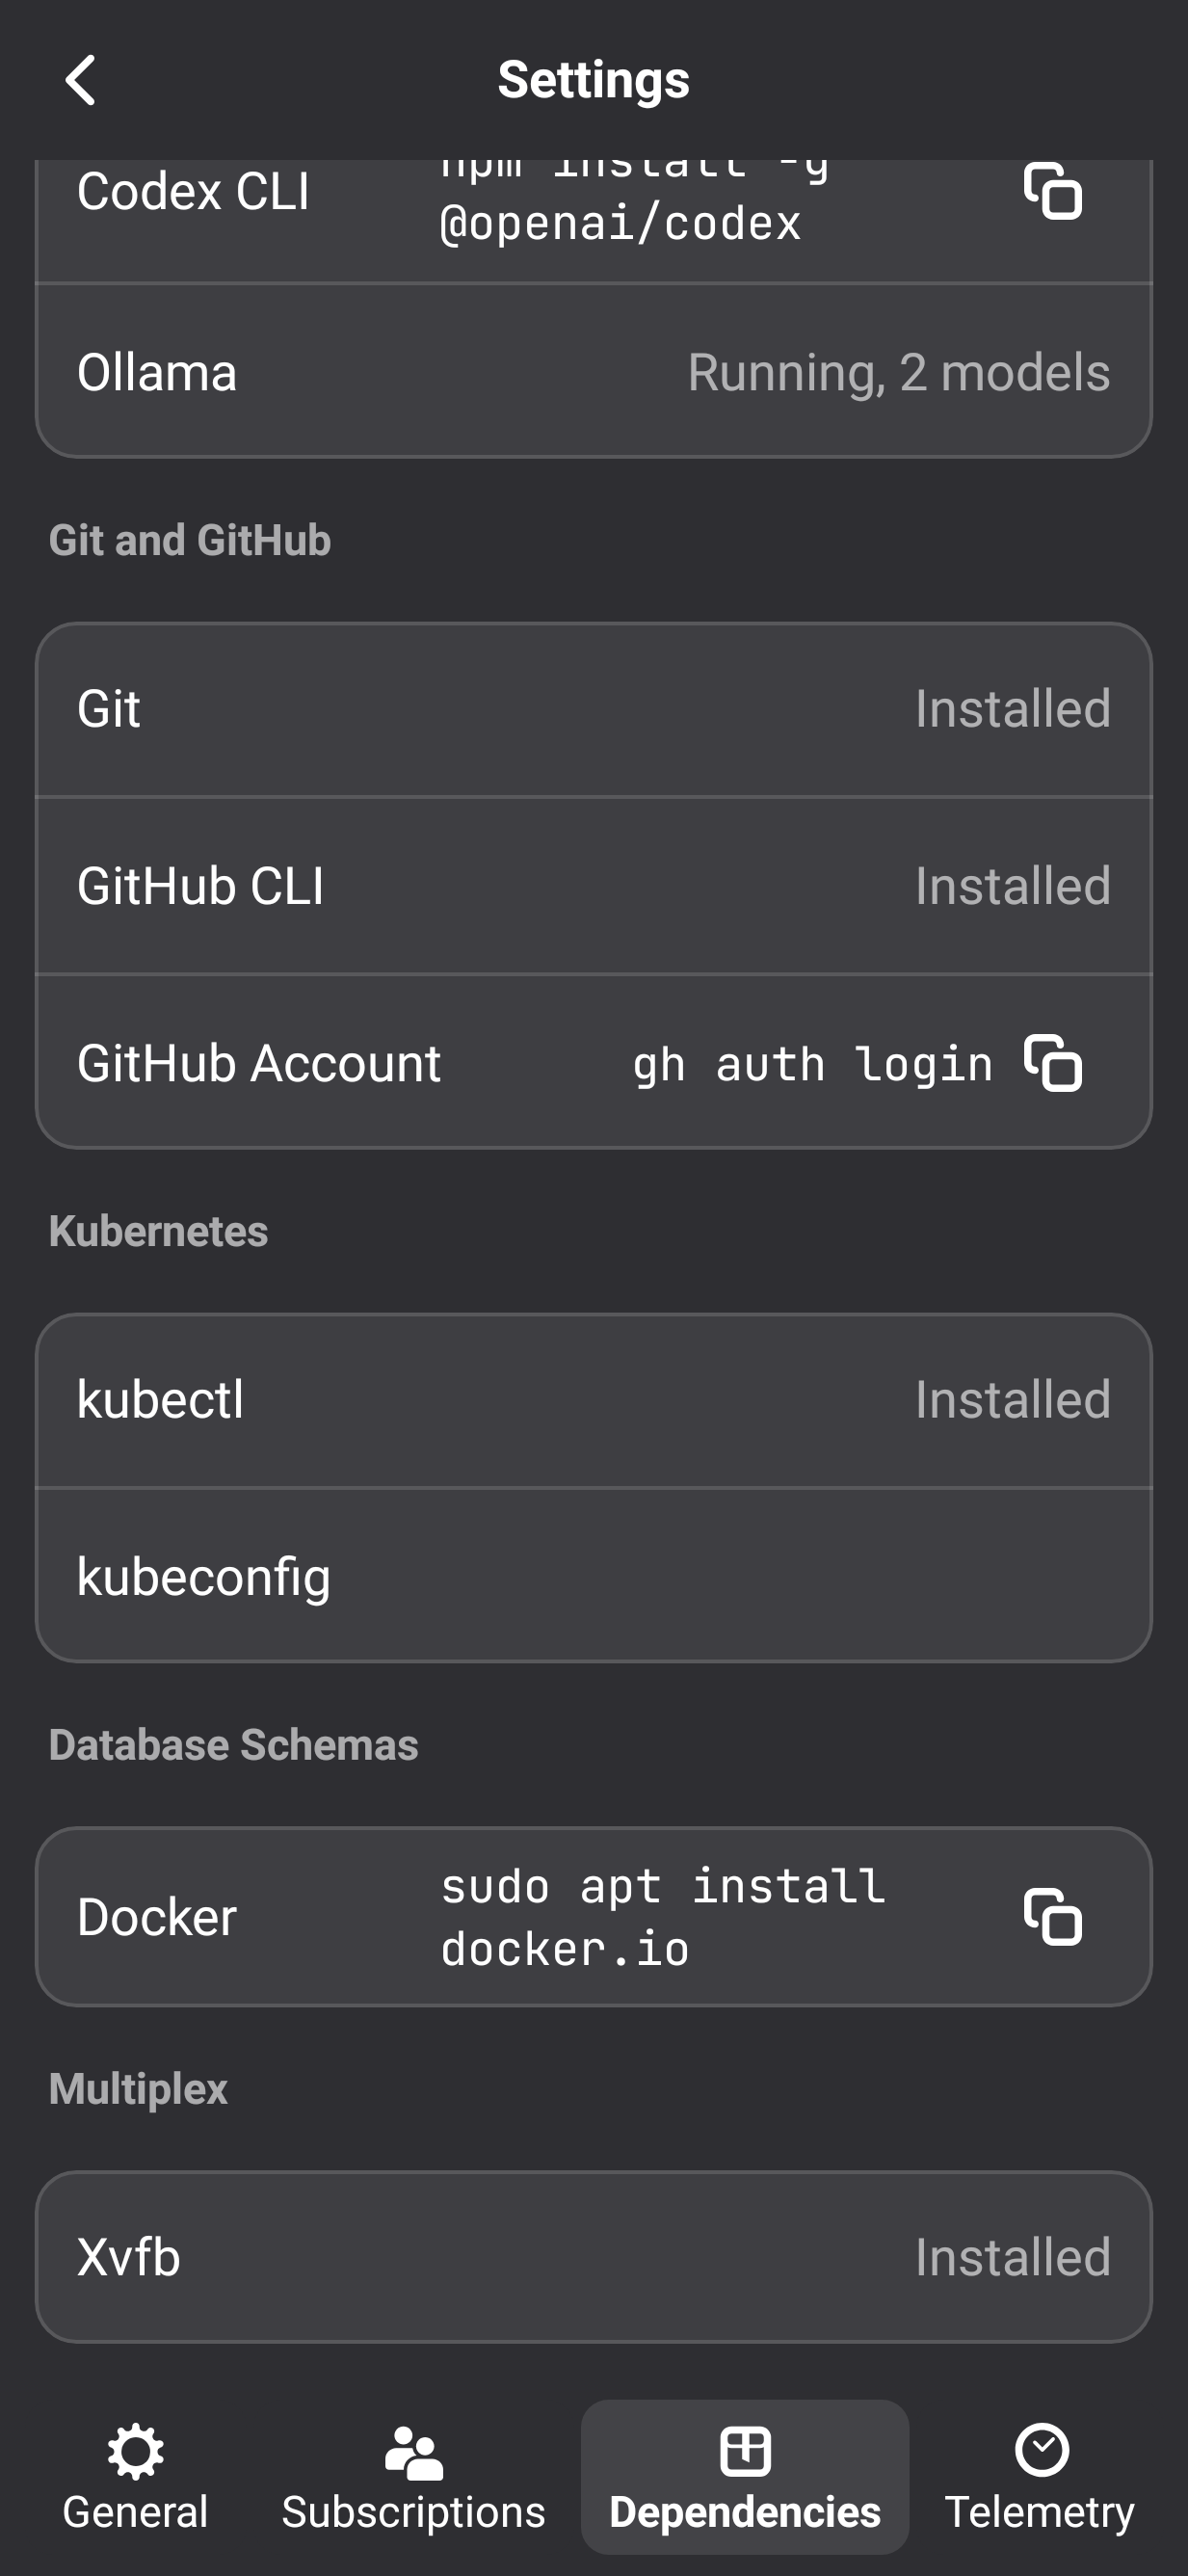 Settings
Codex CLI
npm install -g
@openai/codex
Ollama
Running, 2 models
Git and GitHub
Git
Installed
GitHub CLI
Installed
GitHub Account
gh auth login
Kubernetes
kubectl
Installed
kubeconfig
Database Schemas
Docker
sudo apt install
docker.io
Multiplex
Xvfb
Installed
General
Subscriptions
Dependencies
Telemetry